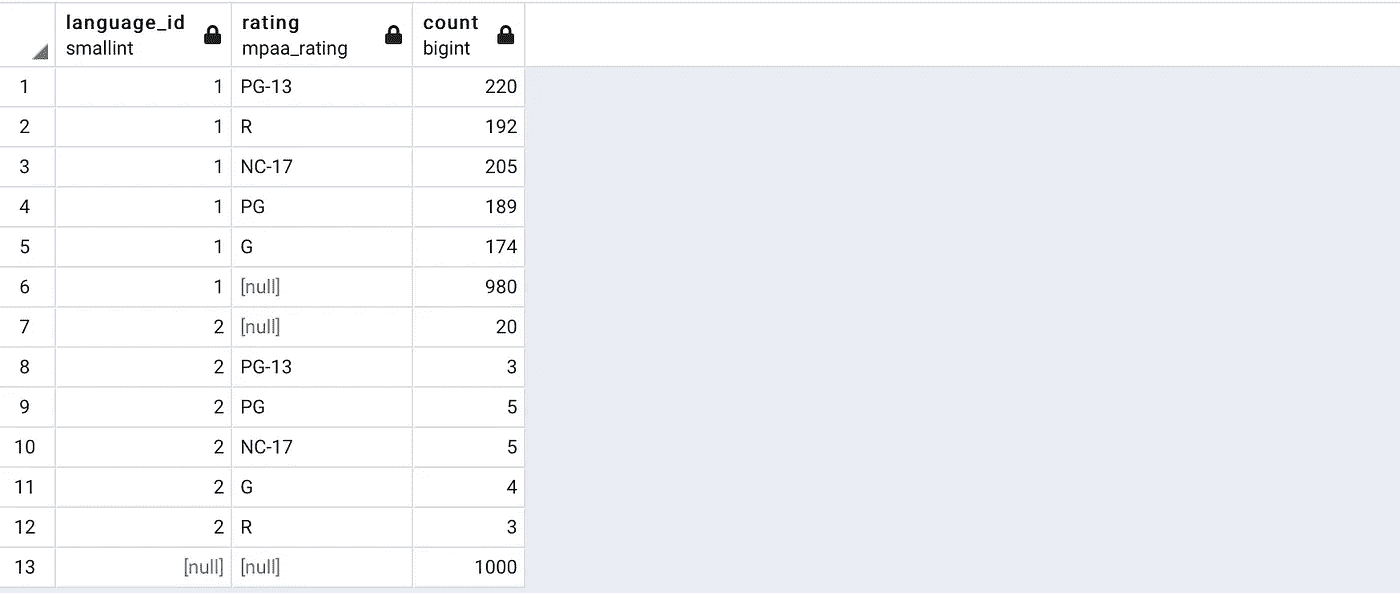 language_id rating count
smallint mpaa_rating bigint
1 1 PG-13 220
2 1 R 192
3 1 NC-17 205
4 1 PG 189
5 1 G 174
6 1 [null] 980
7 2 [null] 20
8 2 PG-13 3
9 2 PG 5
10 2 NC-17 5
11 2 G 4
12 2 R 3
13 [null] [null] 1000